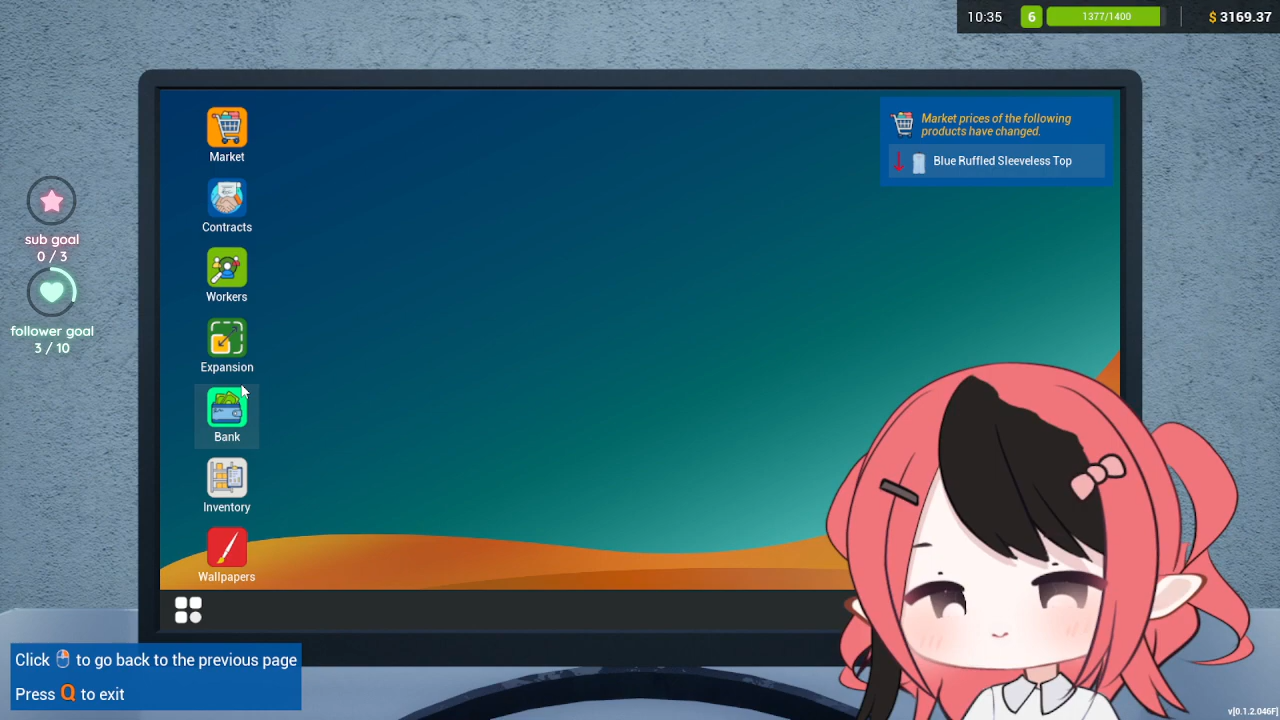 10:35
6
1377/1400
$ 3169.37
Market
Contracts
Workers
Expansion
Bank
Inventory
Wallpapers
Market prices of the following
products have changed.
Blue Ruffled Sleeveless Top
sub goal
0 / 3
follower goal
3 / 10
Click to go back to the previous page
Press Q to exit
v[0.1.2.046F]